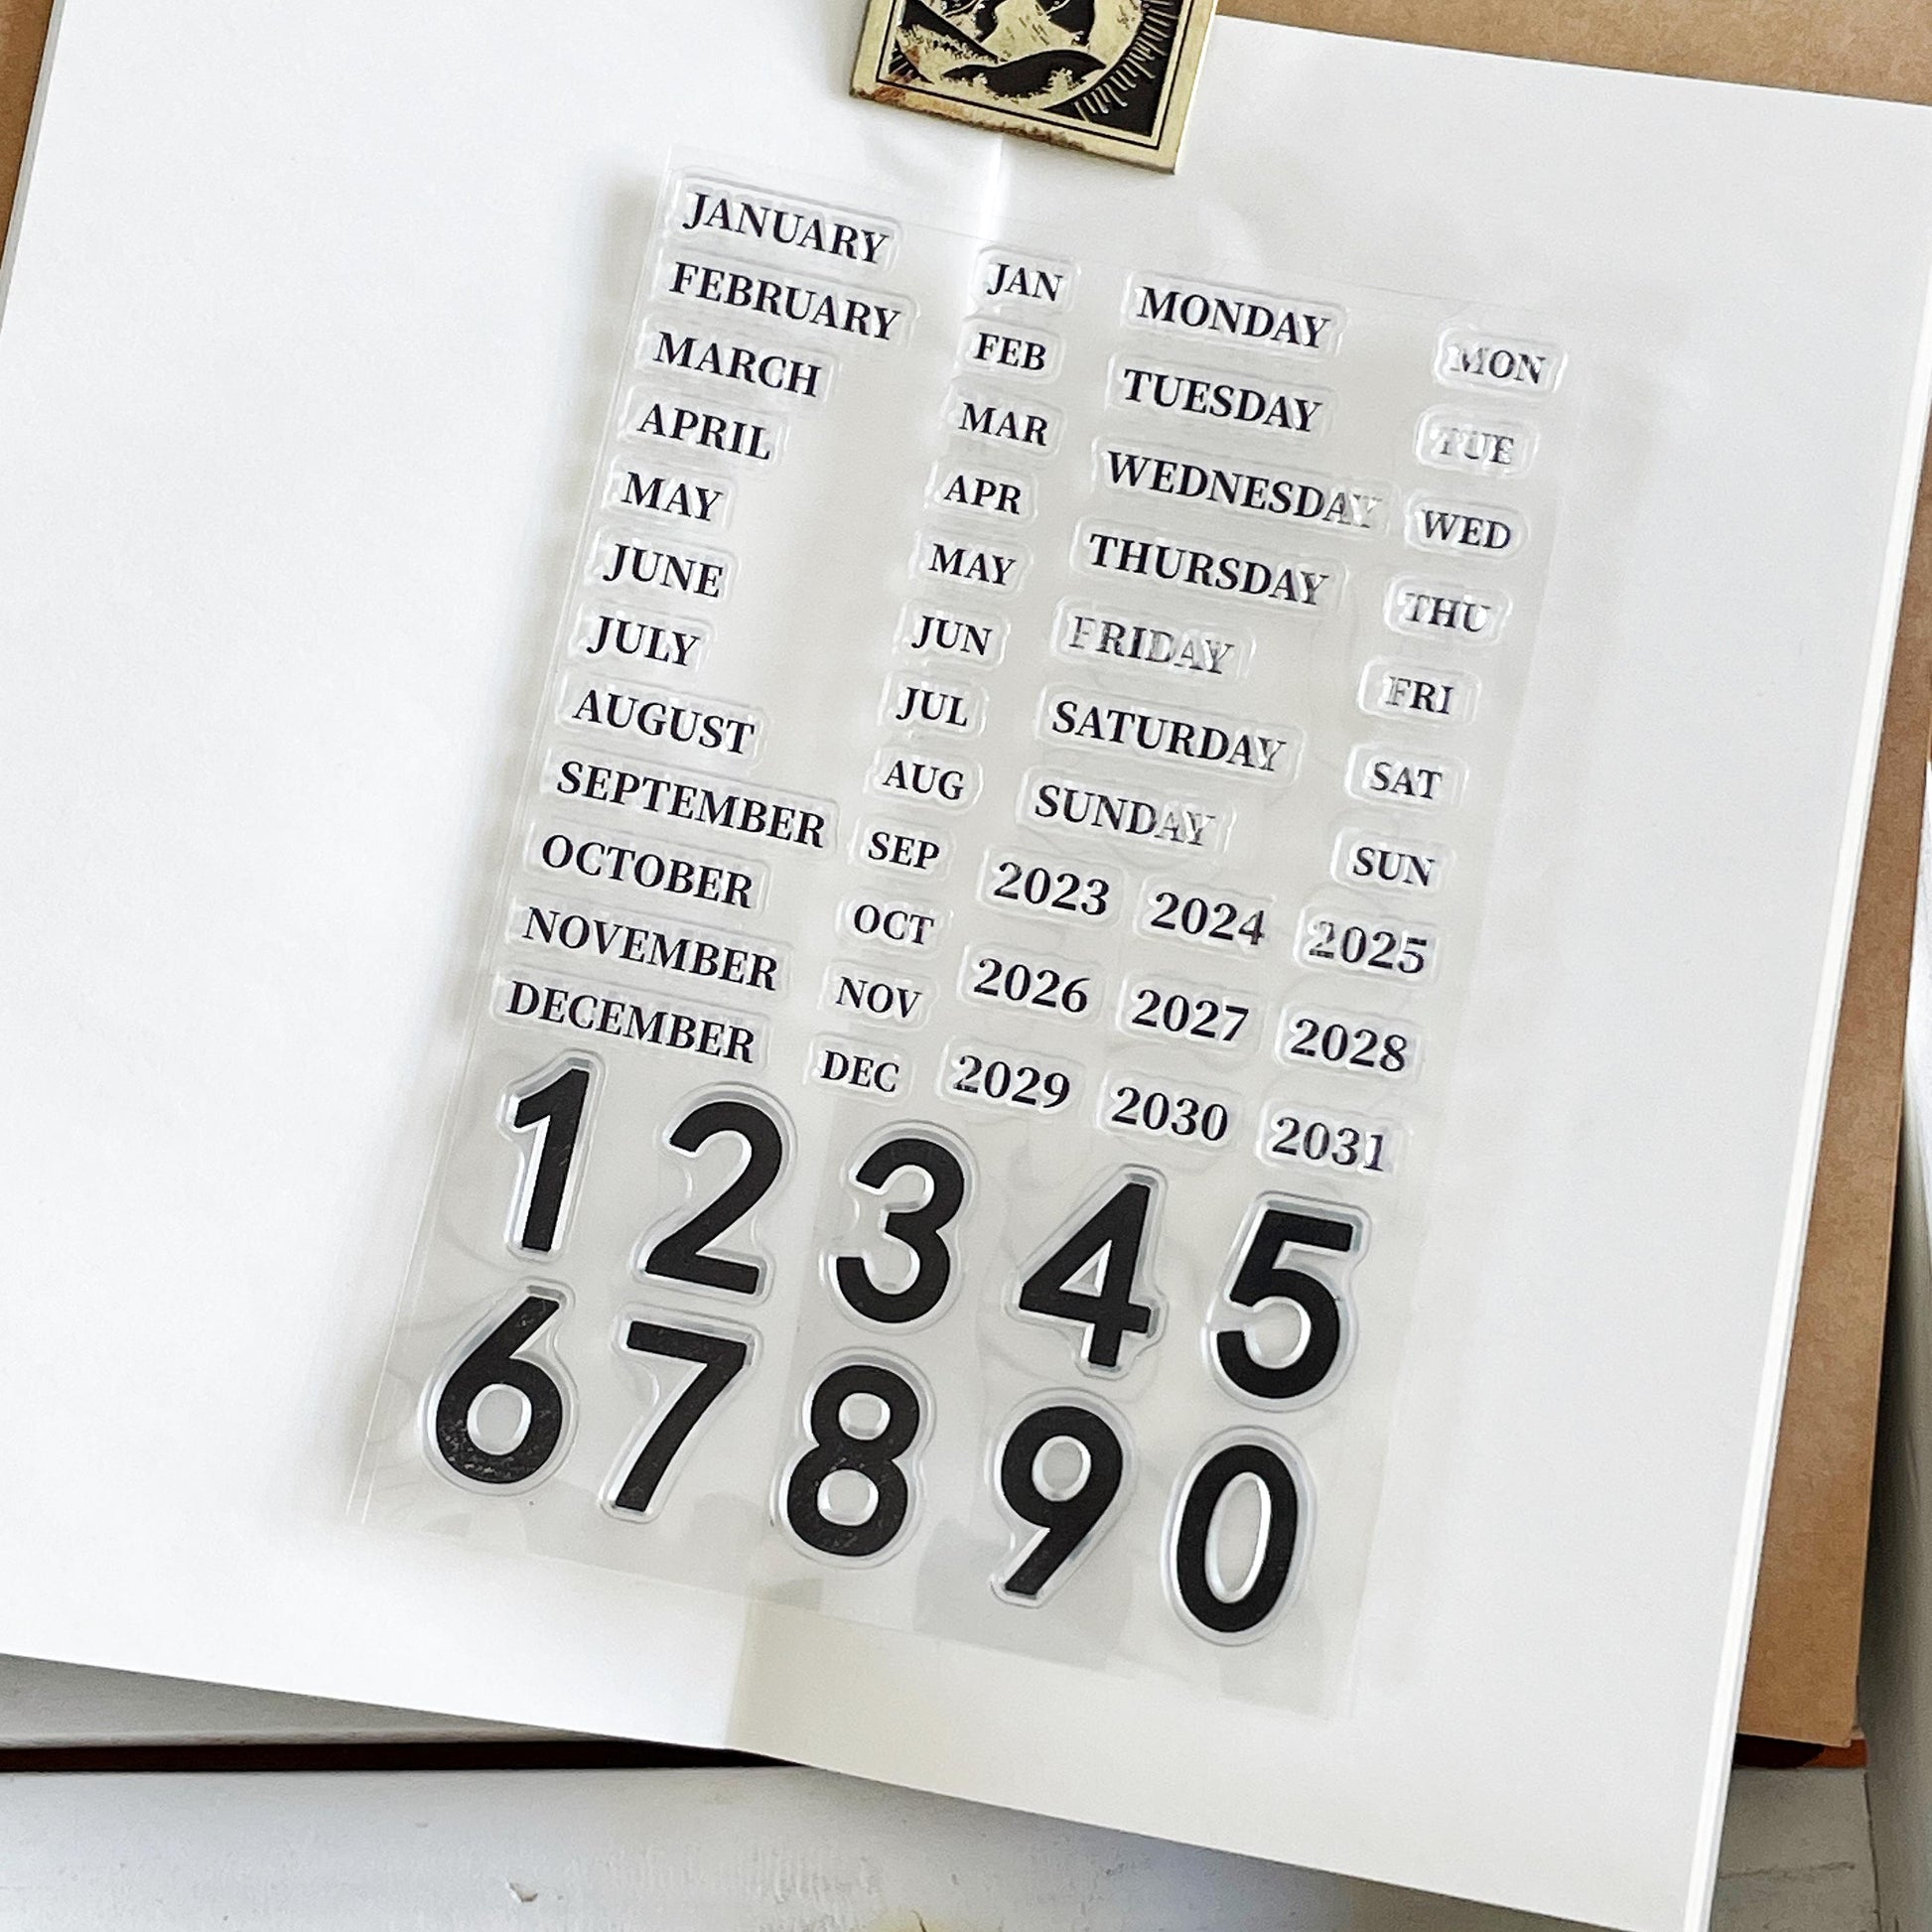 JANUARY
FEBRUARY
MARCH
APRIL
MAY
JUNE
JULY
AUGUST
SEPTEMBER
OCTOBER
NOVEMBER
DECEMBER
JAN
FEB
MAR
APR
MAY
JUN
JUL
AUG
SEP
OCT
NOV
DEC
MONDAY
TUESDAY
WEDNESDAY
THURSDAY
FRIDAY
SATURDAY
SUNDAY
MON
TUE
WED
THU
FRI
SAT
SUN
2023 2024 2025
2026 2027 2028
2029 2030 2031
1 2 3 4 5
6 7 8 9 0